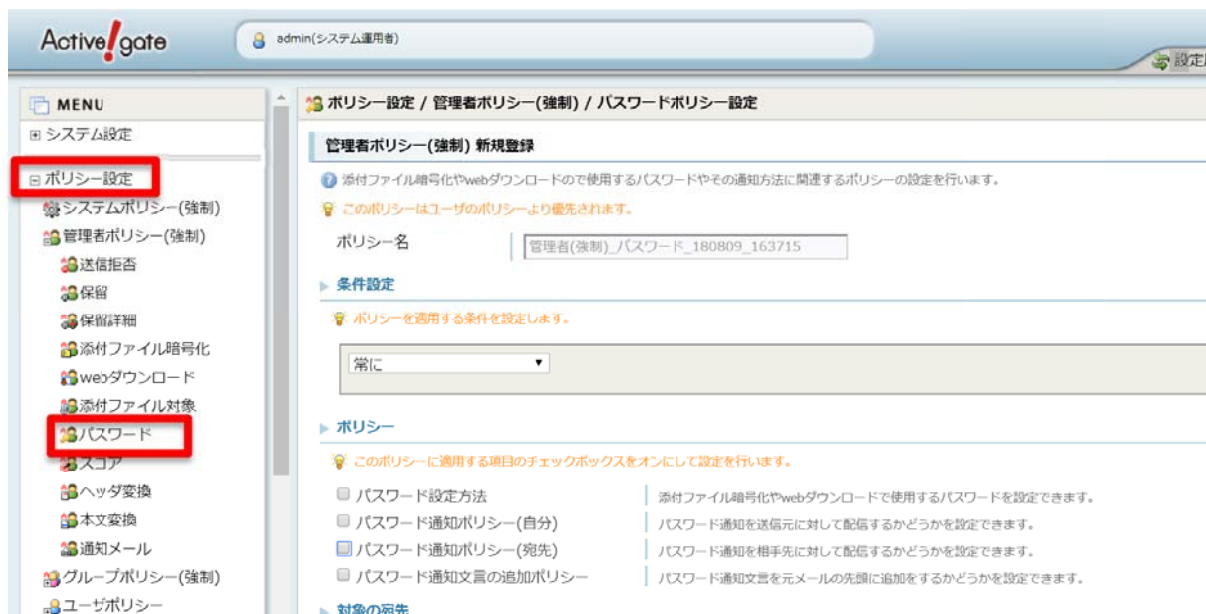 Active! gate
admin(システム運用者)
設定
MENU
システム設定
ポリシー設定
システムポリシー(強制)
管理者ポリシー(強制)
送信拒否
保留
保留詳細
添付ファイル暗号化
webダウンロード
添付ファイル対象
パスワード
スコア
ヘッダ変換
本文変換
通知メール
グループポリシー(強制)
ユーザポリシー
ポリシー設定 / 管理者ポリシー(強制) / パスワードポリシー設定
管理者ポリシー(強制) 新規登録
添付ファイル暗号化やwebダウンロードので使用するパスワードやその通知方法に関連するポリシーの設定を行います。
このポリシーはユーザのポリシーより優先されます。
ポリシー名
管理者(強制)_パスワード_180809_163715
条件設定
ポリシーを適用する条件を設定します。
常に
ポリシー
このポリシーに適用する項目のチェックボックスをオンにして設定を行います。
パスワード設定方法
添付ファイル暗号化やwebダウンロードで使用するパスワードを設定できます。
パスワード通知ポリシー(自分)
パスワード通知を送信元に対して配信するかどうかを設定できます。
パスワード通知ポリシー(宛先)
パスワード通知を相手先に対して配信するかどうかを設定できます。
パスワード通知文言の追加ポリシー
パスワード通知文言を元メールの先頭に追加をするかどうかを設定できます。
対象の宛先